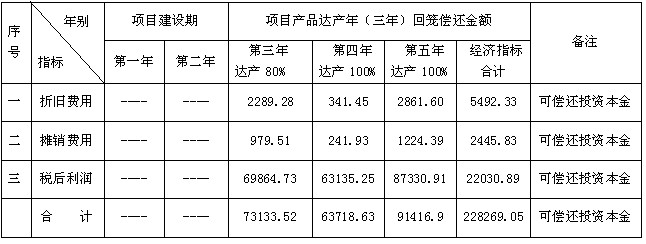 序号 年别 指标 项目建设期 项目产品达产年（三年）回笼偿还金额 备注
第一年 第二年 第三年达产 80% 第四年达产 100% 第五年达产 100% 经济指标合计
一 折旧费用 ---- ---- 2289.28 341.45 2861.60 5492.33 可偿还投资本金
二 摊销费用 ---- ---- 979.51 241.93 1224.39 2445.83 可偿还投资本金
三 税后利润 ---- ---- 69864.73 63135.25 87330.91 22030.89 可偿还投资本金
合 计 ---- ---- 73133.52 63718.63 91416.9 228269.05 可偿还投资本金